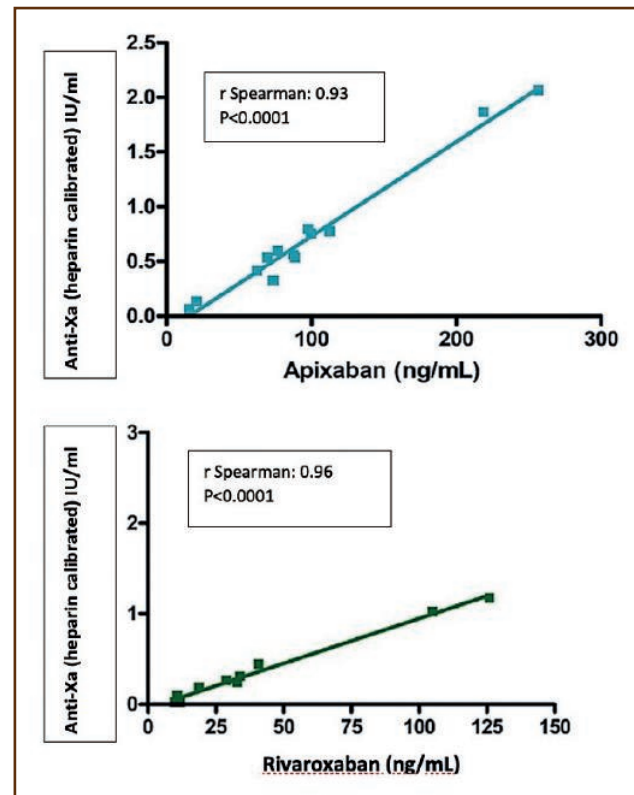 Anti-Xa (heparin calibrated) IU/ml
2.5
2.0
1.5
1.0
0.5
0.0
r Spearman: 0.93
P<0.0001
0 100 200 300
Apixaban (ng/mL)
Anti-Xa (heparin calibrated) IU/ml
3
2
1
0
r Spearman: 0.96
P<0.0001
0 25 50 75 100 125 150
Rivaroxaban (ng/mL)